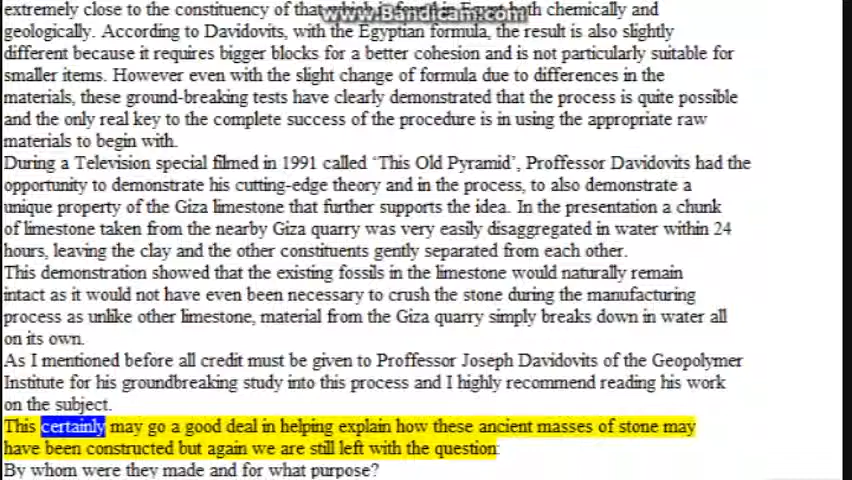 extremely close to the constituency of that which is found in Egypt both chemically and
www.Bandicam.com
geologically. According to Davidovits, with the Egyptian formula, the result is also slightly
different because it requires bigger blocks for a better cohesion and is not particularly suitable for
smaller items. However even with the slight change of formula due to differences in the
materials, these ground-breaking tests have clearly demonstrated that the process is quite possible
and the only real key to the complete success of the procedure is in using the appropriate raw
materials to begin with.
During a Television special filmed in 1991 called ‘This Old Pyramid’, Proffessor Davidovits had the
opportunity to demonstrate his cutting-edge theory and in the process, to also demonstrate a
unique property of the Giza limestone that further supports the idea. In the presentation a chunk
of limestone taken from the nearby Giza quarry was very easily disaggregated in water within 24
hours, leaving the clay and the other constituents gently separated from each other.
This demonstration showed that the existing fossils in the limestone would naturally remain
intact as it would not have even been necessary to crush the stone during the manufacturing
process as unlike other limestone, material from the Giza quarry simply breaks down in water all
on its own.
As I mentioned before all credit must be given to Proffessor Joseph Davidovits of the Geopolymer
Institute for his groundbreaking study into this process and I highly recommend reading his work
on the subject.
This certainly may go a good deal in helping explain how these ancient masses of stone may
have been constructed but again we are still left with the question:
By whom were they made and for what purpose?